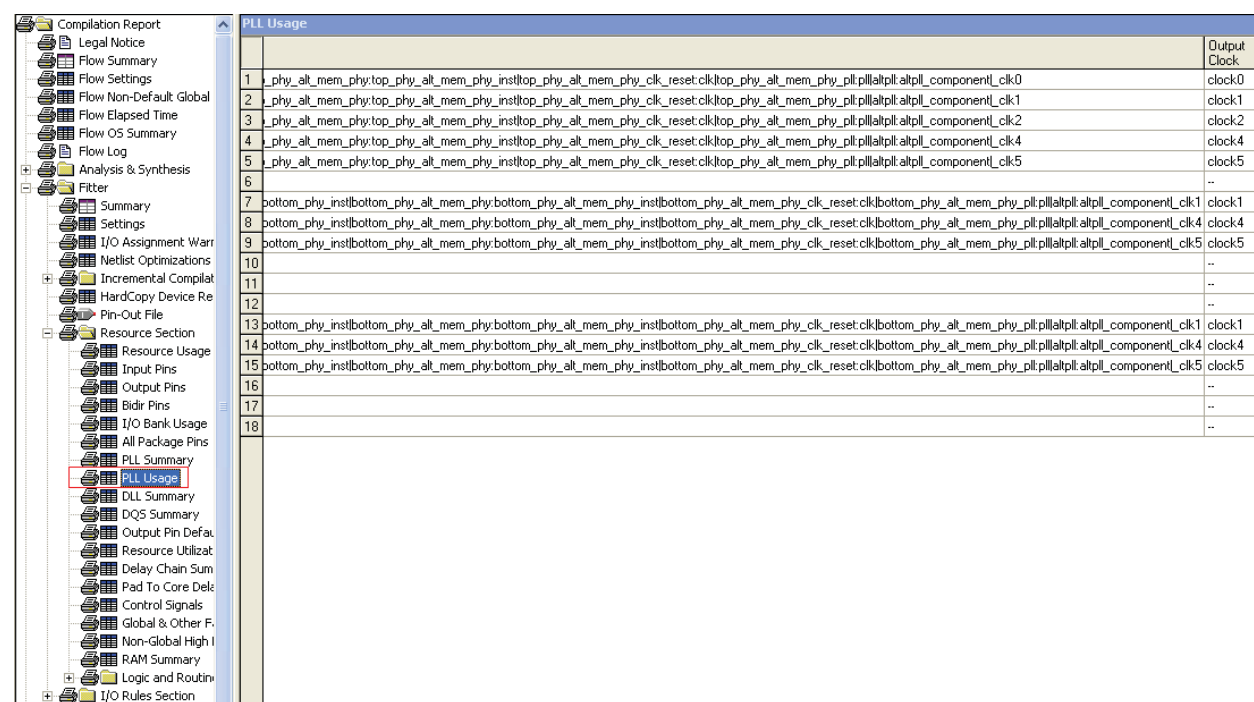 Compilation Report
Legal Notice
Flow Summary
Flow Settings
Flow Non-Default Global
Flow Elapsed Time
Flow OS Summary
Flow Log
Analysis & Synthesis
Fitter
Summary
Settings
I/O Assignment Warr
Netlist Optimizations
Incremental Compilat
HardCopy Device Re
Pin-Out File
Resource Section
Resource Usage
Input Pins
Output Pins
Bidir Pins
I/O Bank Usage
All Package Pins
PLL Summary
PLL Usage
DLL Summary
DQS Summary
Output Pin Defau
Resource Utilizat
Delay Chain Sum
Pad To Core Dela
Control Signals
Global & Other F
Non-Global High
RAM Summary
Logic and Routin
I/O Rules Section
PLL Usage
Output
Clock
1 _phy_alt_mem_phy:top_phy_alt_mem_phy_inst|top_phy_alt_mem_phy_clk_reset:clk|top_phy_alt_mem_phy_pll:pll|altpll:altpll_component|_clk0 clock0
2 _phy_alt_mem_phy:top_phy_alt_mem_phy_inst|top_phy_alt_mem_phy_clk_reset:clk|top_phy_alt_mem_phy_pll:pll|altpll:altpll_component|_clk1 clock1
3 _phy_alt_mem_phy:top_phy_alt_mem_phy_inst|top_phy_alt_mem_phy_clk_reset:clk|top_phy_alt_mem_phy_pll:pll|altpll:altpll_component|_clk2 clock2
4 _phy_alt_mem_phy:top_phy_alt_mem_phy_inst|top_phy_alt_mem_phy_clk_reset:clk|top_phy_alt_mem_phy_pll:pll|altpll:altpll_component|_clk4 clock4
5 _phy_alt_mem_phy:top_phy_alt_mem_phy_inst|top_phy_alt_mem_phy_clk_reset:clk|top_phy_alt_mem_phy_pll:pll|altpll:altpll_component|_clk5 clock5
6 --
7 bottom_phy_inst|bottom_phy_alt_mem_phy:bottom_phy_alt_mem_phy_inst|bottom_phy_alt_mem_phy_clk_reset:clk|bottom_phy_alt_mem_phy_pll:pll|altpll:altpll_component|_clk1 clock1
8 bottom_phy_inst|bottom_phy_alt_mem_phy:bottom_phy_alt_mem_phy_inst|bottom_phy_alt_mem_phy_clk_reset:clk|bottom_phy_alt_mem_phy_pll:pll|altpll:altpll_component|_clk4 clock4
9 bottom_phy_inst|bottom_phy_alt_mem_phy:bottom_phy_alt_mem_phy_inst|bottom_phy_alt_mem_phy_clk_reset:clk|bottom_phy_alt_mem_phy_pll:pll|altpll:altpll_component|_clk5 clock5
10 --
11 --
12 --
13 bottom_phy_inst|bottom_phy_alt_mem_phy:bottom_phy_alt_mem_phy_inst|bottom_phy_alt_mem_phy_clk_reset:clk|bottom_phy_alt_mem_phy_pll:pll|altpll:altpll_component|_clk1 clock1
14 bottom_phy_inst|bottom_phy_alt_mem_phy:bottom_phy_alt_mem_phy_inst|bottom_phy_alt_mem_phy_clk_reset:clk|bottom_phy_alt_mem_phy_pll:pll|altpll:altpll_component|_clk4 clock4
15 bottom_phy_inst|bottom_phy_alt_mem_phy:bottom_phy_alt_mem_phy_inst|bottom_phy_alt_mem_phy_clk_reset:clk|bottom_phy_alt_mem_phy_pll:pll|altpll:altpll_component|_clk5 clock5
16 --
17 --
18 --